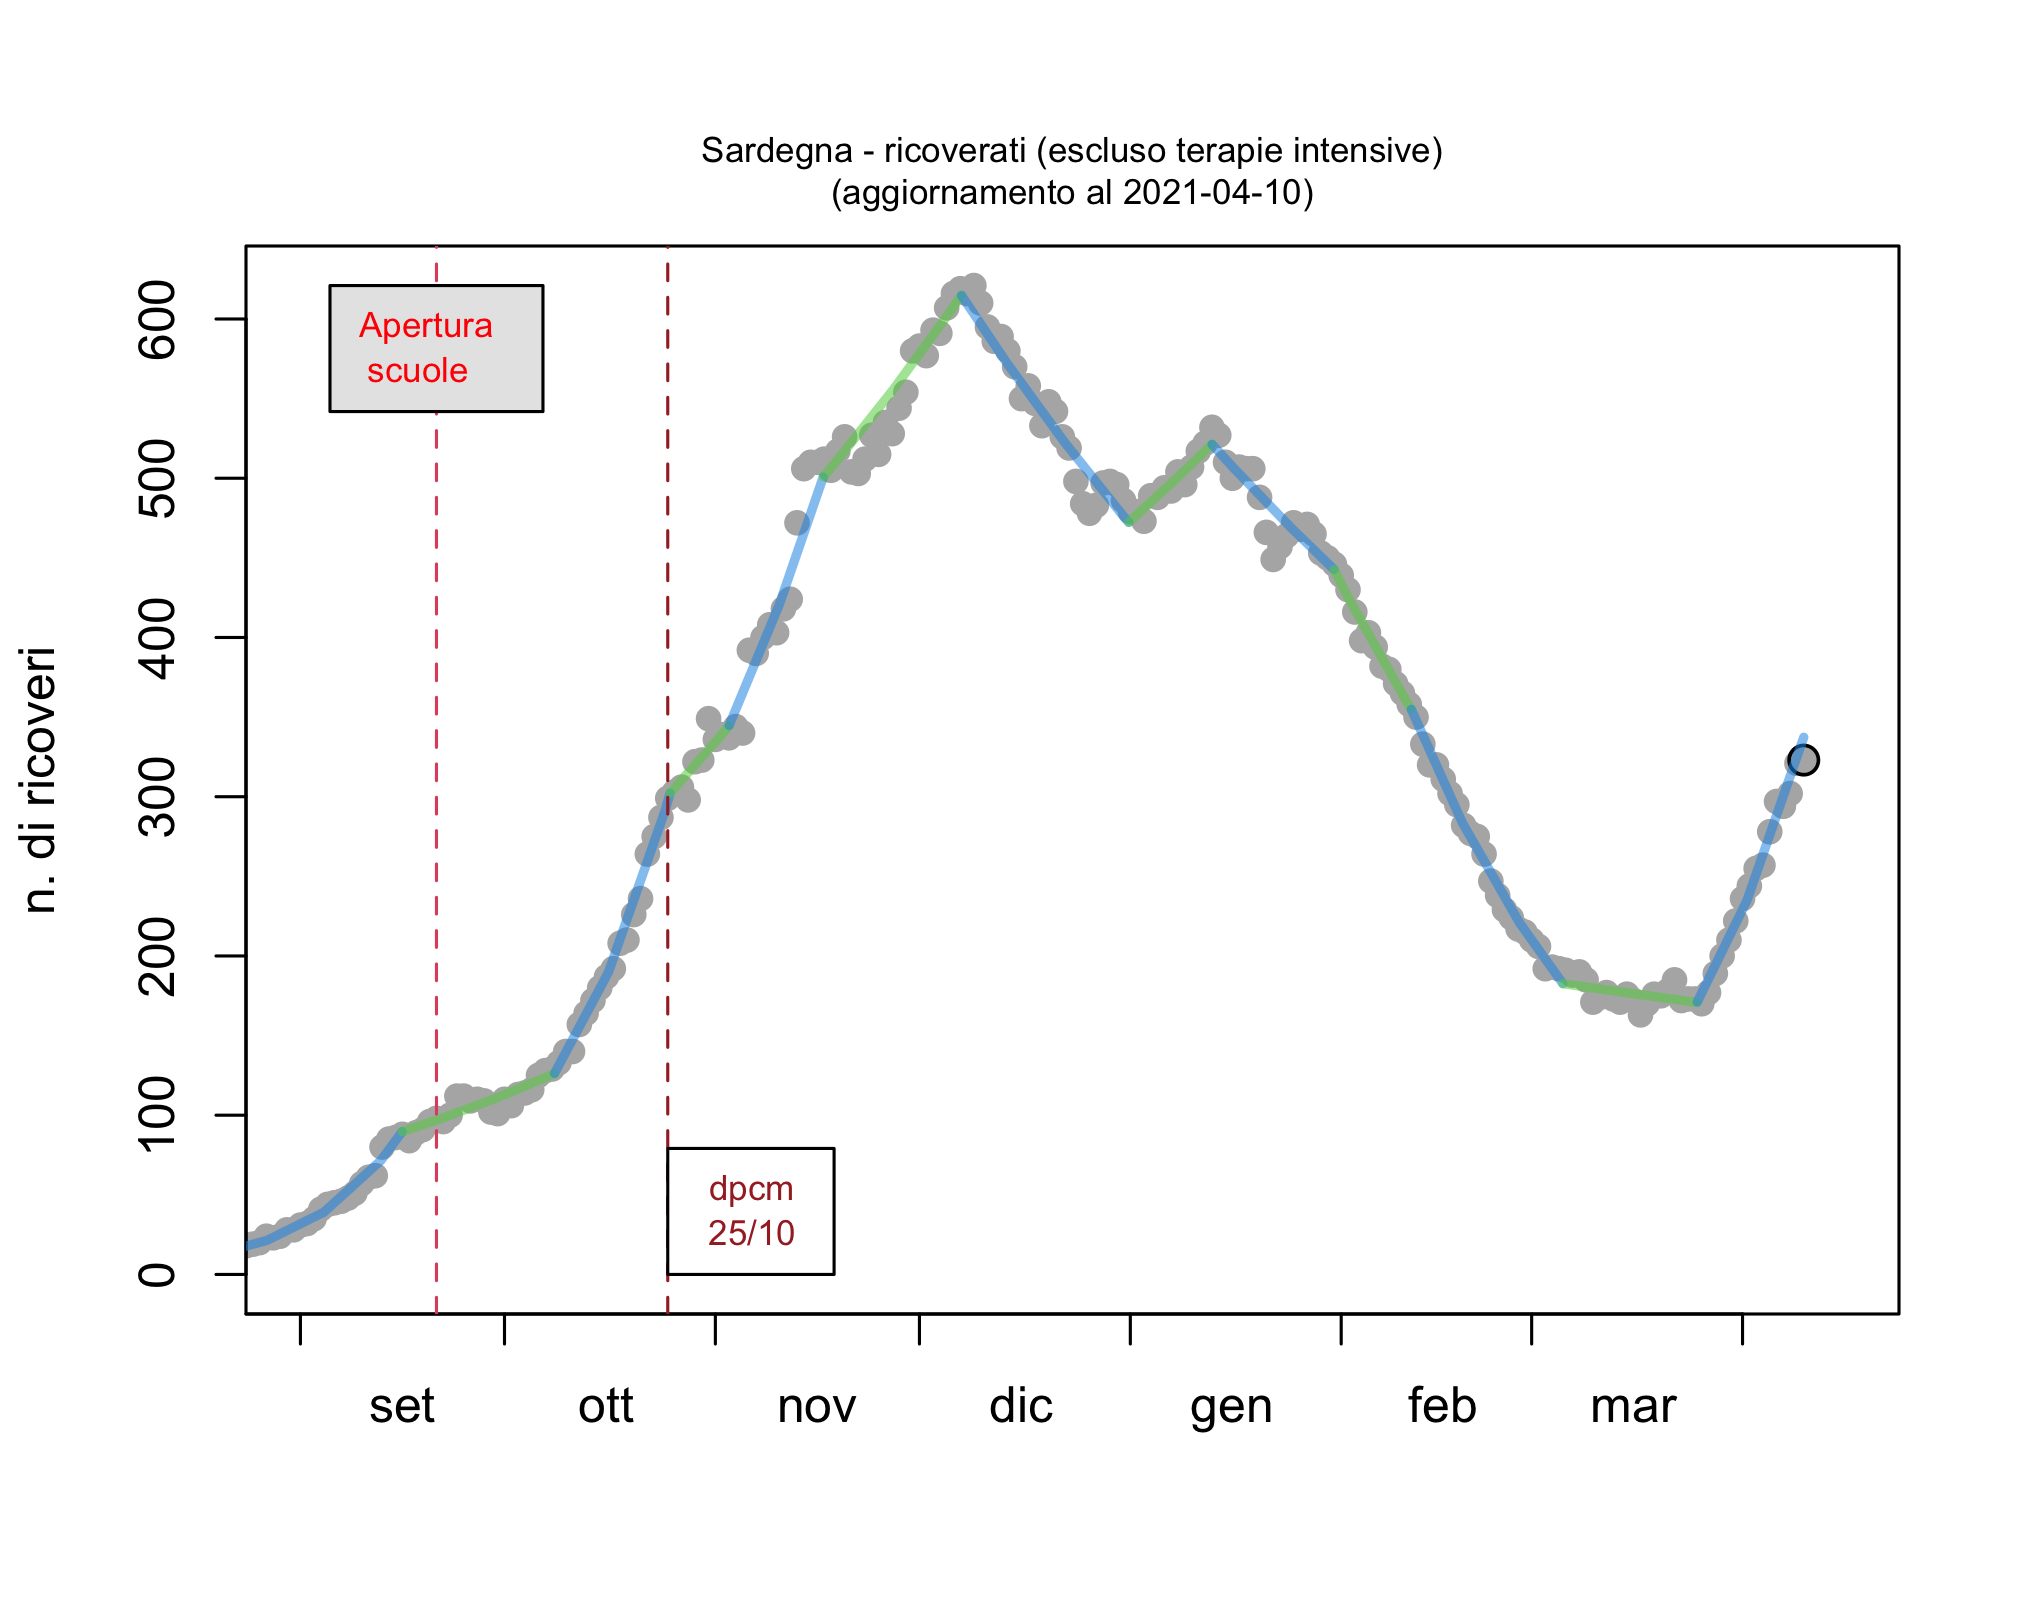 Sardegna - ricoverati (escluso terapie intensive)
(aggiornamento al 2021-04-10)
n. di ricoveri
600
500
400
300
200
100
0
Apertura
scuole
dpcm
25/10
set
ott
nov
dic
gen
feb
mar